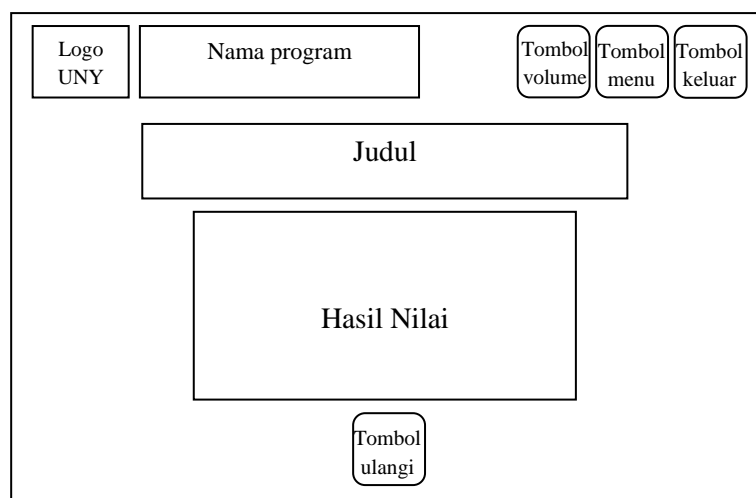 Logo
UNY
Nama program
Tombol
volume
Tombol
menu
Tombol
keluar
Judul
Hasil Nilai
Tombol
ulangi